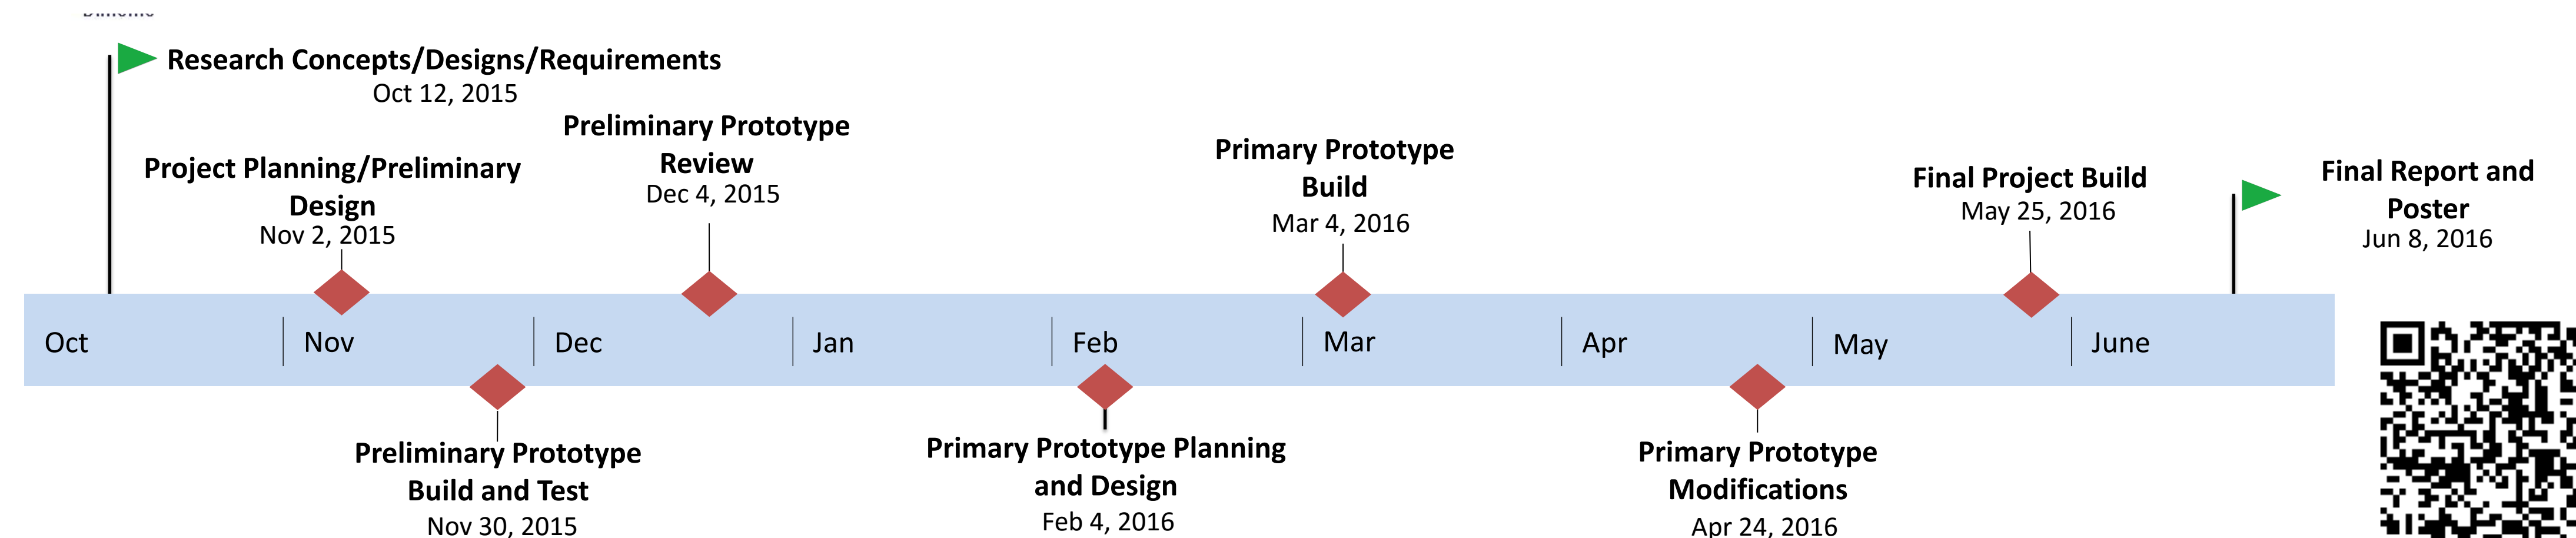 Research Concepts/Designs/Requirements
Oct 12, 2015
Project Planning/Preliminary
Design
Nov 2, 2015
Preliminary Prototype
Review
Dec 4, 2015
Primary Prototype
Build
Mar 4, 2016
Final Project Build
May 25, 2016
Final Report and
Poster
Jun 8, 2016
Oct
Nov
Dec
Jan
Feb
Mar
Apr
May
June
Preliminary Prototype
Build and Test
Nov 30, 2015
Primary Prototype Planning
and Design
Feb 4, 2016
Primary Prototype
Modifications
Apr 24, 2016